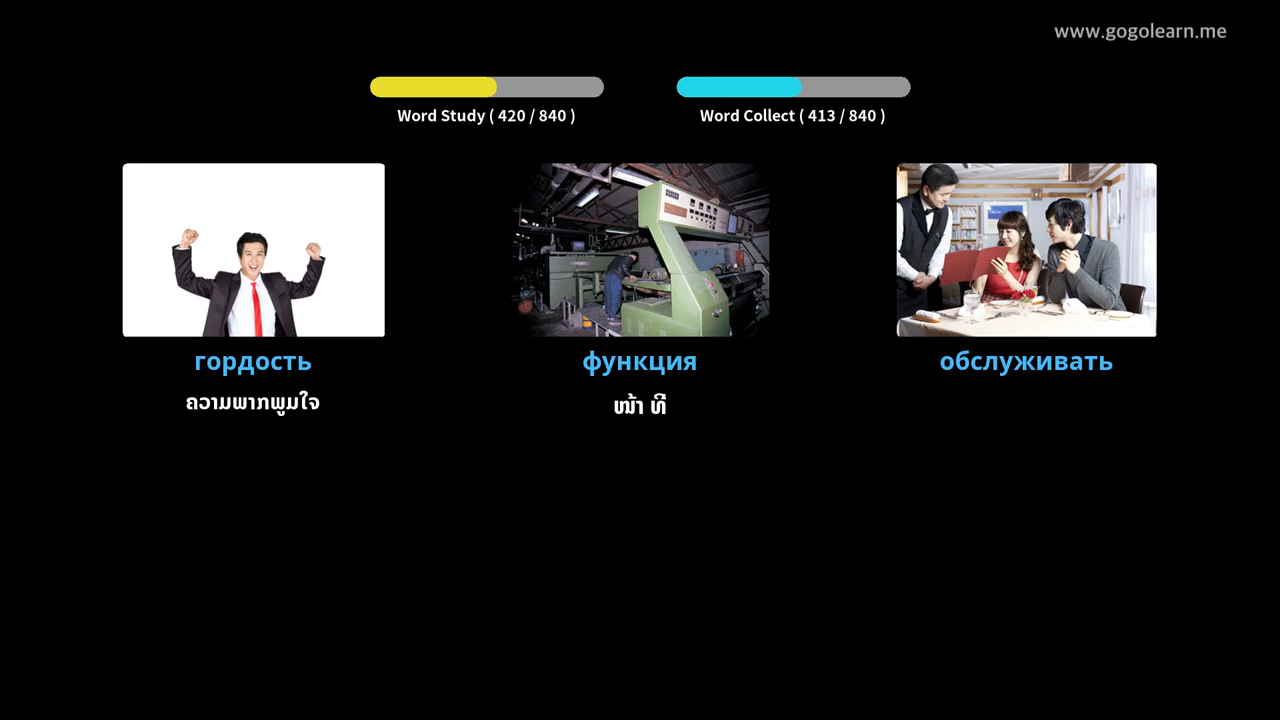 www.gogolearn.me
Word Study ( 420 / 840 )
Word Collect ( 413 / 840 )
гордость
функция
обслуживать
ຄວາມພາກພູມໃຈ
ໜ້າ ທີ